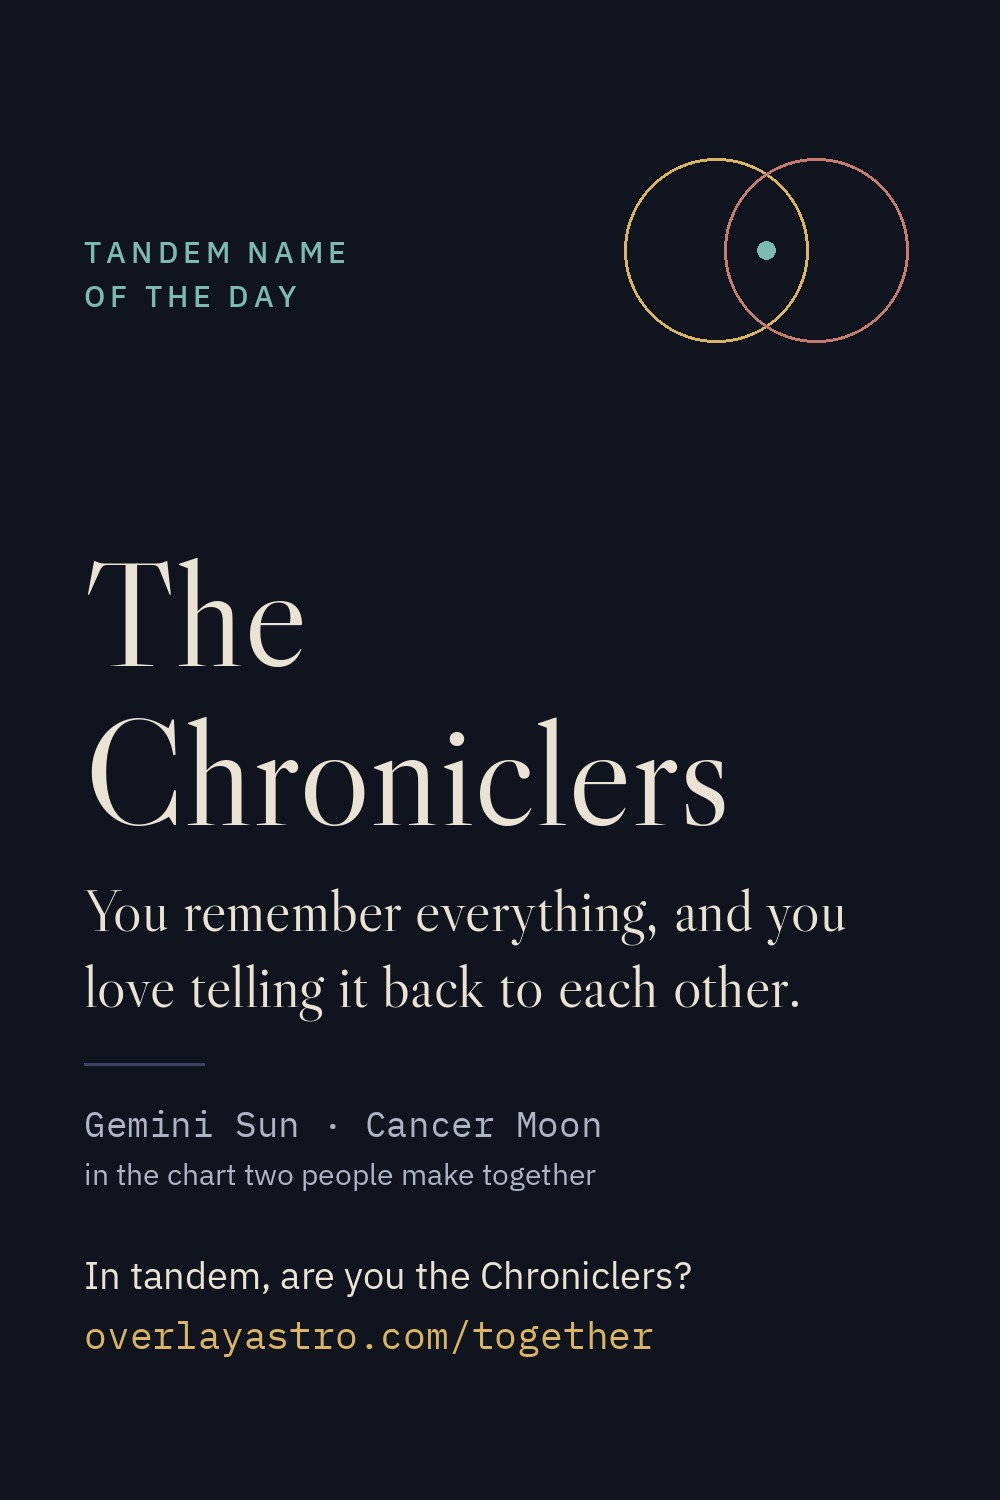 TANDEM NAME
OF THE DAY
The
Chroniclers
You remember everything, and you
love telling it back to each other.
Gemini Sun · Cancer Moon
in the chart two people make together
In tandem, are you the Chroniclers?
overlayastro.com/together